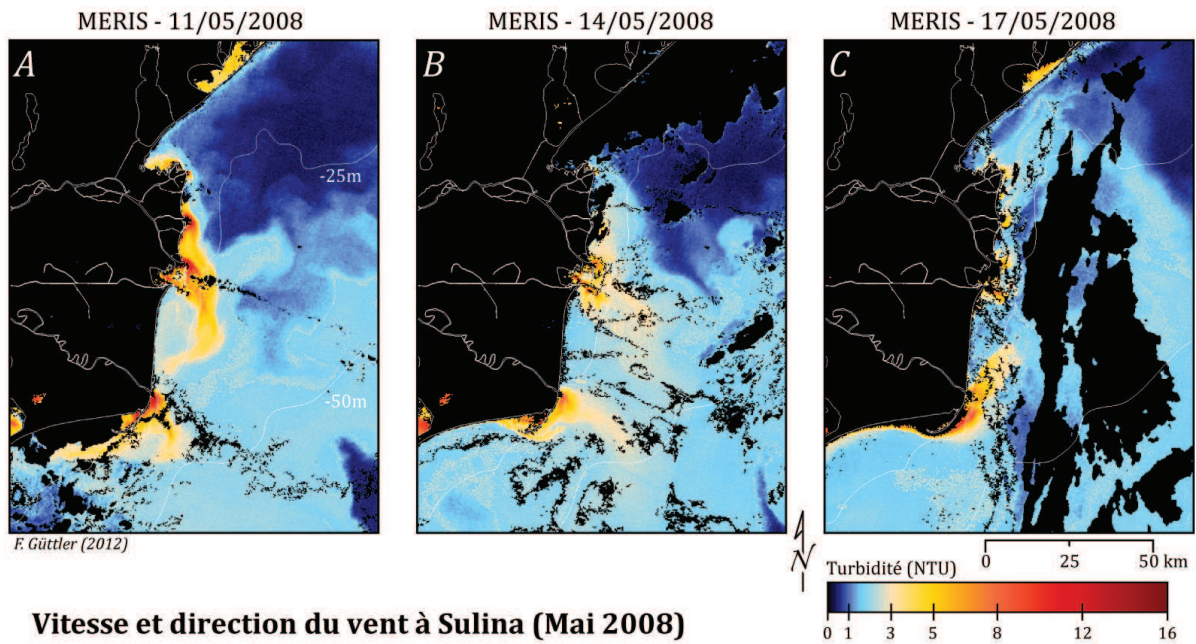 MERIS - 11/05/2008
MERIS - 14/05/2008
MERIS - 17/05/2008
A
B
C
-25m
-50m
F. Güttler (2012)
N
0 25 50 km
Turbidité (NTU)
0 1 3 5 8 12 16
Vitesse et direction du vent à Sulina (Mai 2008)